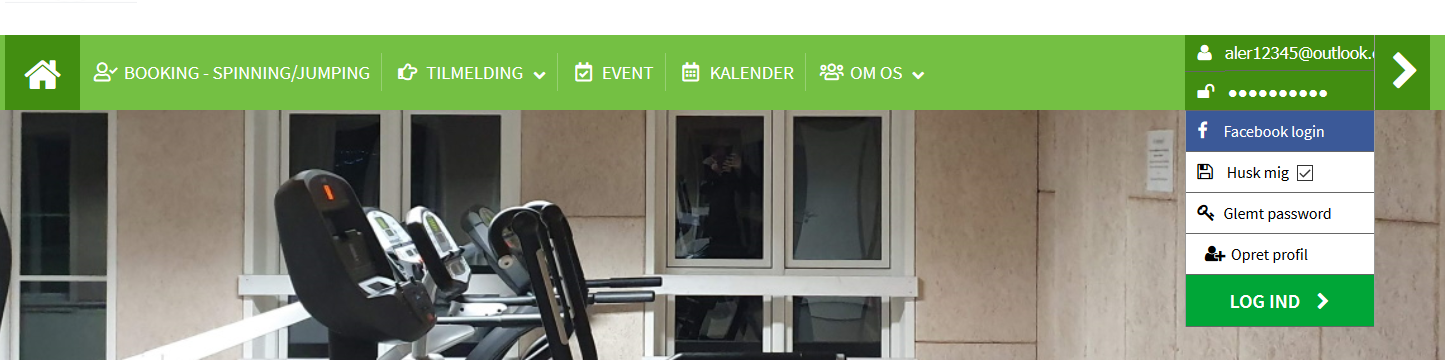 BOOKING - SPINNING/JUMPING
TILMELDING
EVENT
KALENDER
OM OS
aler12345@outlook.
••••••••••
Facebook login
Husk mig
Glemt password
Opret profil
LOG IND